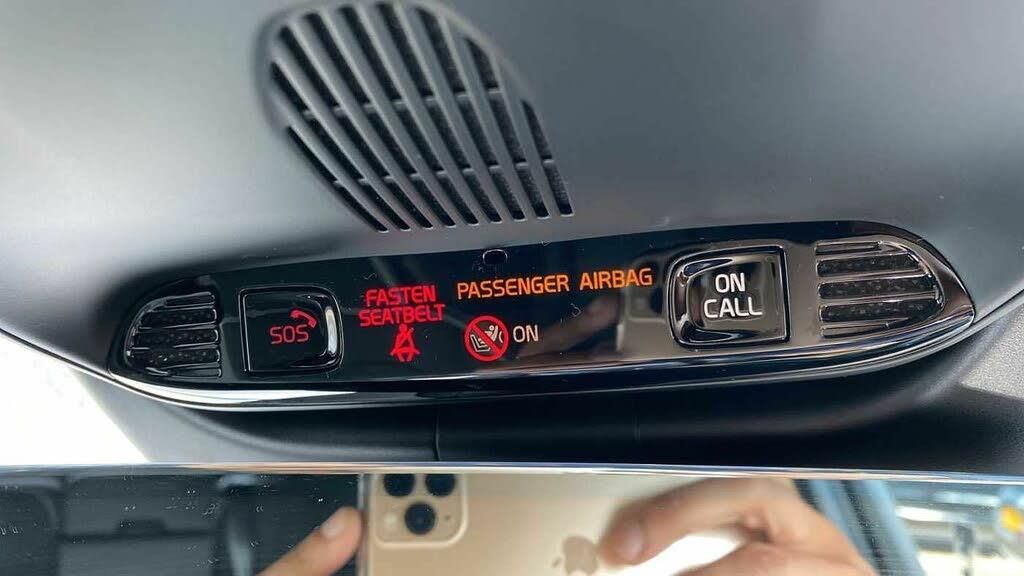 SOS
FASTEN
SEATBELT
PASSENGER AIRBAG
ON
ON
CALL